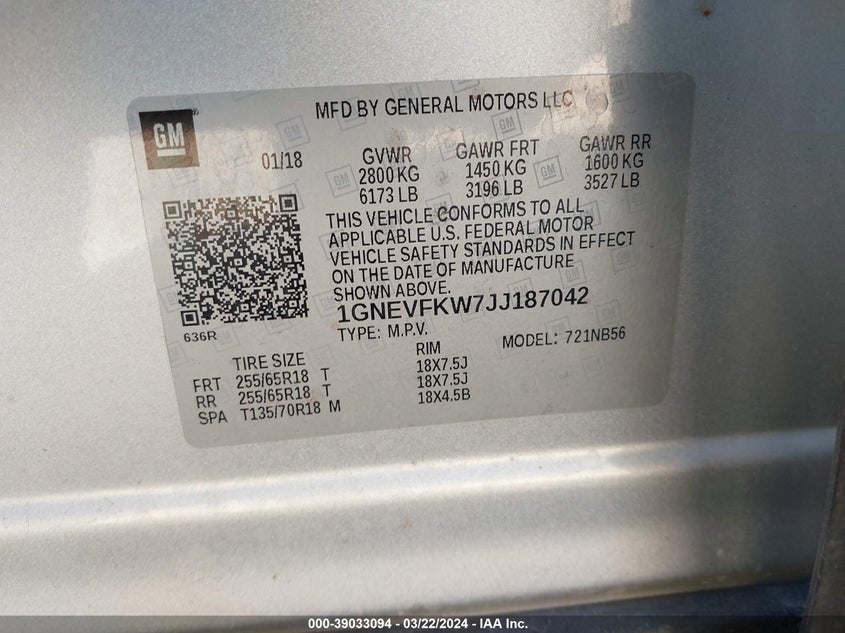 GM
MFD BY GENERAL MOTORS LLC
01/18 GVWR GAWR FRT GAWR RR
2800 KG 1450 KG 1600 KG
6173 LB 3196 LB 3527 LB
THIS VEHICLE CONFORMS TO ALL
APPLICABLE U.S. FEDERAL MOTOR
VEHICLE SAFETY STANDARDS IN EFFECT
ON THE DATE OF MANUFACTURE
SHOWN ABOVE.
1GNEVFKW7JJ187042
636R
TYPE: M.P.V. MODEL: 721NB56
TIRE SIZE RIM
FRT 255/65R18 T 18X7.5J
RR 255/65R18 T 18X7.5J
SPA T135/70R18 M 18X4.5B
000-39033094 - 03/22/2024 - IAA Inc.